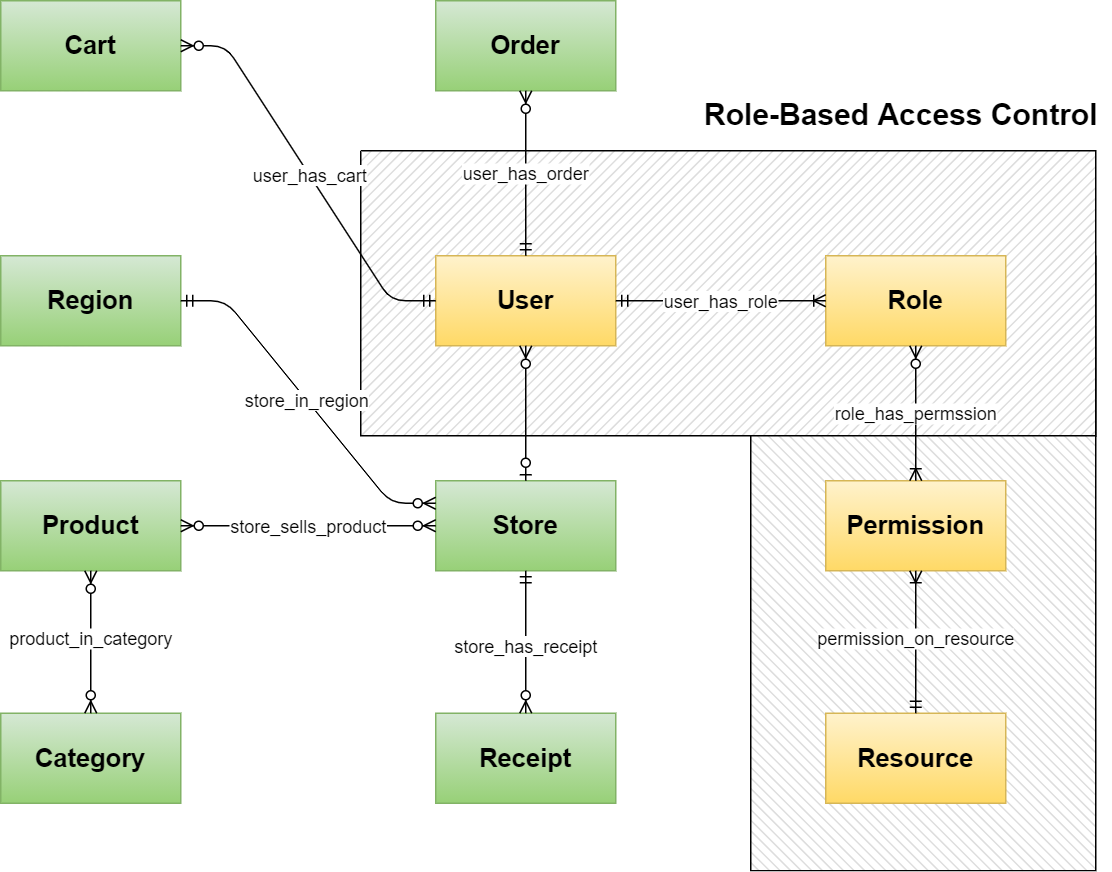 Cart
Order
Role-Based Access Control
user_has_cart
user_has_order
Region
User
user_has_role
Role
store_in_region
role_has_permssion
Product
store_sells_product
Store
Permission
product_in_category
store_has_receipt
permission_on_resource
Category
Receipt
Resource